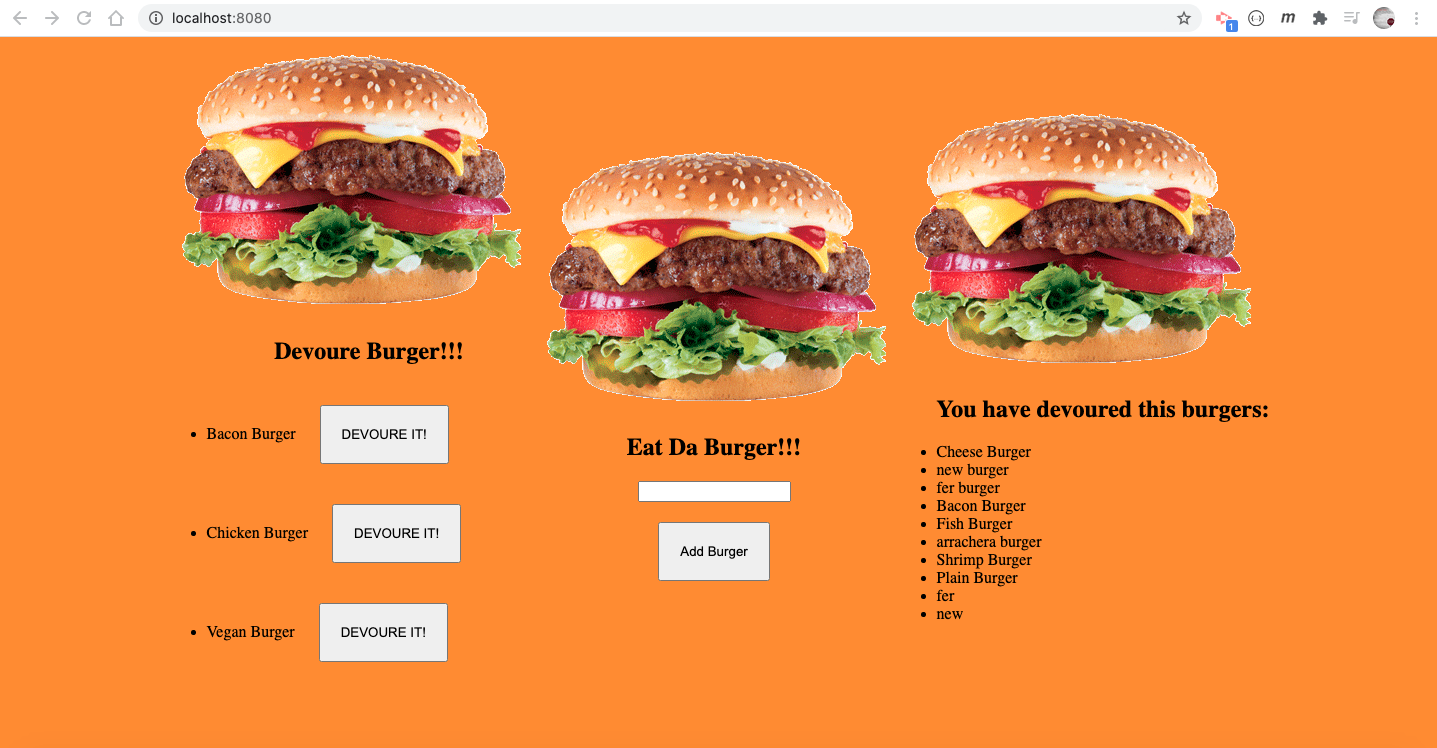 localhost:8080
1
m
Devoure Burger!!!
Bacon Burger
DEVOURE IT!
Chicken Burger
DEVOURE IT!
Vegan Burger
DEVOURE IT!
Eat Da Burger!!!
Add Burger
You have devoured this burgers:
Cheese Burger
new burger
fer burger
Bacon Burger
Fish Burger
arrachera burger
Shrimp Burger
Plain Burger
fer
new